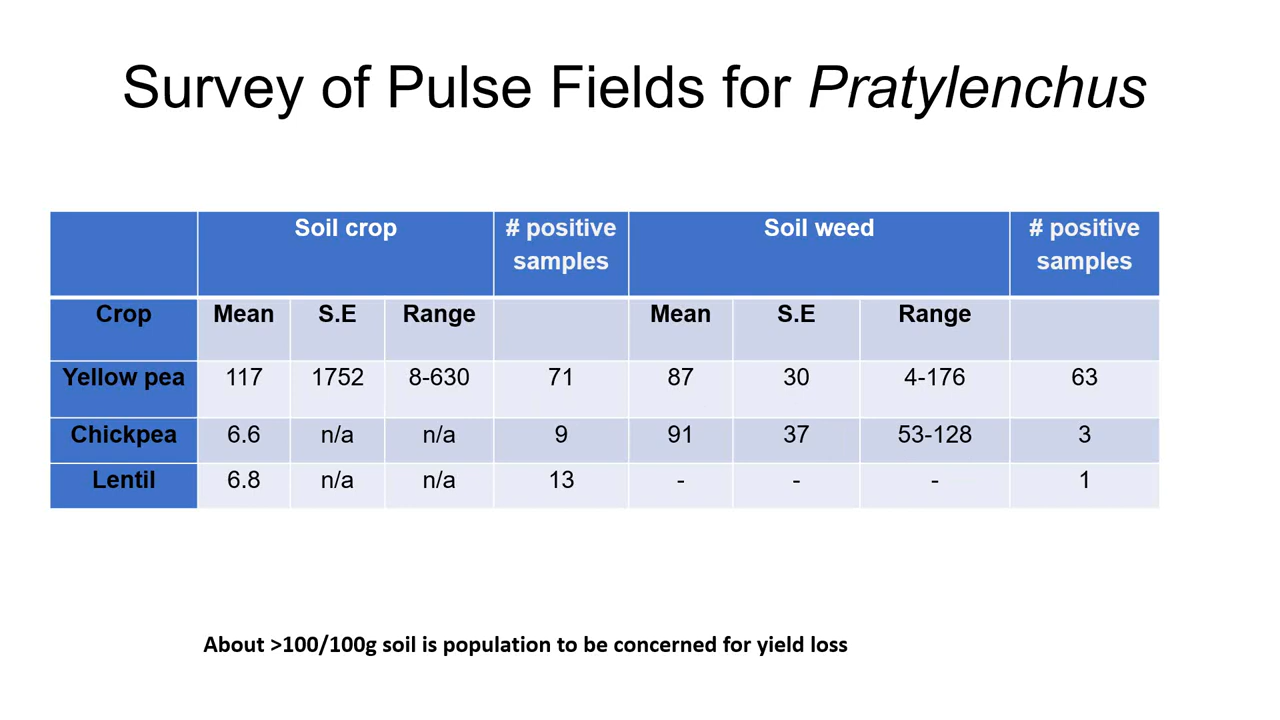 Survey of Pulse Fields for Pratylenchus
Soil crop # positive samples Soil weed # positive samples
Crop Mean S.E Range Mean S.E Range
Yellow pea 117 1752 8-630 71 87 30 4-176 63
Chickpea 6.6 n/a n/a 9 91 37 53-128 3
Lentil 6.8 n/a n/a 13 - - - 1
About >100/100g soil is population to be concerned for yield loss